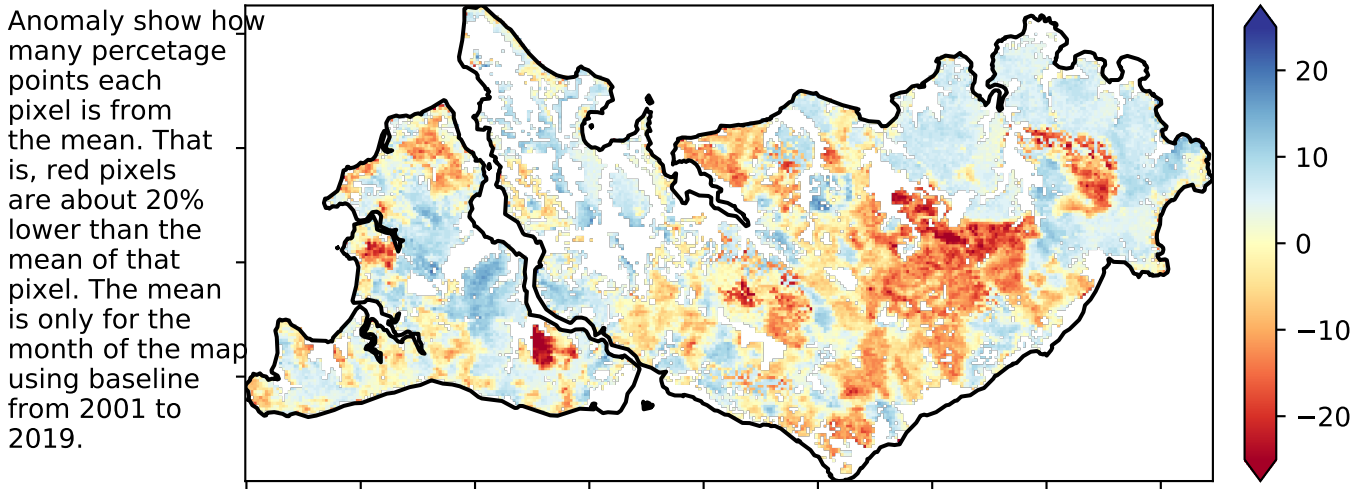 Anomaly show how
many percetage
points each
pixel is from
the mean. That
is, red pixels
are about 20%
lower than the
mean of that
pixel. The mean
is only for the
month of the map
using baseline
from 2001 to
2019.
20
10
0
−10
−20